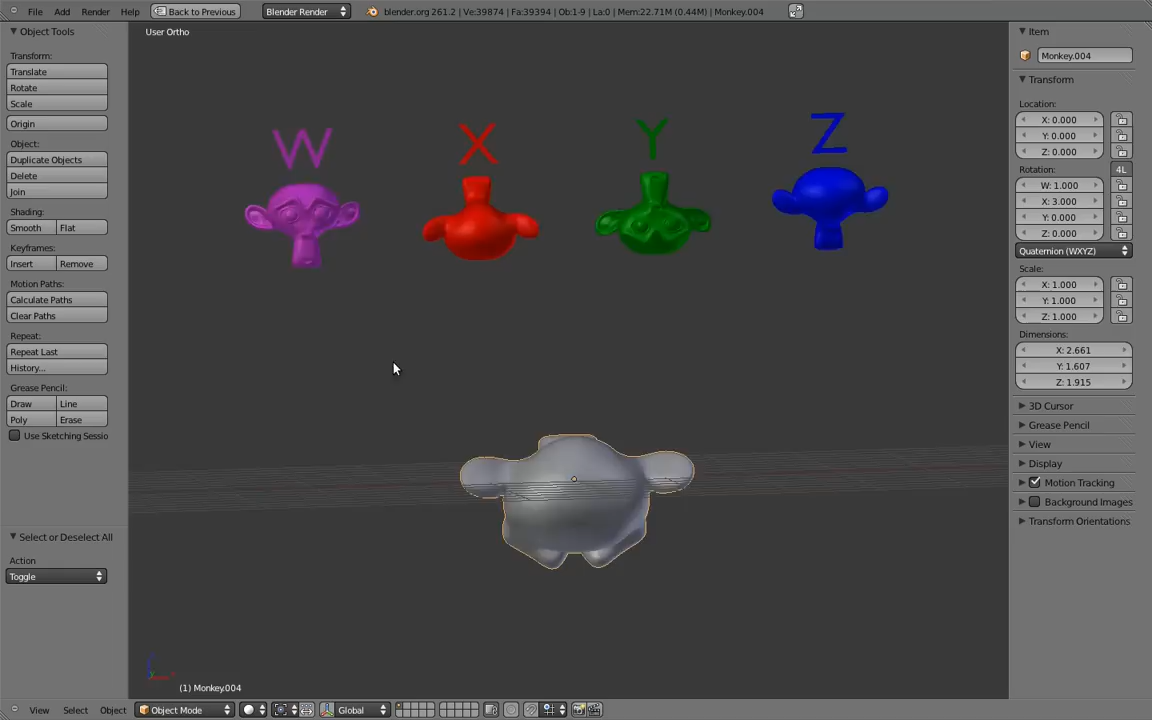 File Add Render Help Back to Previous Blender Render blender.org 261.2 | Ve:39874 | Fa:39394 | Ob:1-9 | La:0 | Mem:22.71M (0.44M) | Monkey.004
Object Tools
Transform:
Translate
Rotate
Scale
Origin
Object:
Duplicate Objects
Delete
Join
Shading:
Smooth Flat
Keyframes:
Insert Remove
Motion Paths:
Calculate Paths
Clear Paths
Repeat:
Repeat Last
History...
Grease Pencil:
Draw Line
Poly Erase
Use Sketching Sessio
Select or Deselect All
Action
Toggle
User Ortho
W X Y Z
(1) Monkey.004
Item
Monkey.004
Transform
Location:
X: 0.000
Y: 0.000
Z: 0.000
Rotation: 4L
W: 1.000
X: 3.000
Y: 0.000
Z: 0.000
Quaternion (WXYZ)
Scale:
X: 1.000
Y: 1.000
Z: 1.000
Dimensions:
X: 2.661
Y: 1.607
Z: 1.915
3D Cursor
Grease Pencil
View
Display
Motion Tracking
Background Images
Transform Orientations
View Select Object Object Mode Global